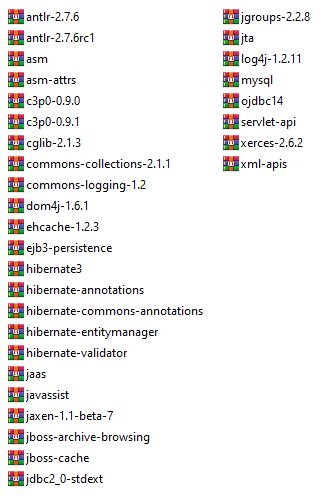 antlr-2.7.6
antlr-2.7.6rc1
asm
asm-attrs
c3p0-0.9.0
c3p0-0.9.1
cglib-2.1.3
commons-collections-2.1.1
commons-logging-1.2
dom4j-1.6.1
ehcache-1.2.3
ejb3-persistence
hibernate3
hibernate-annotations
hibernate-commons-annotations
hibernate-entitymanager
hibernate-validator
jaas
javassist
jaxen-1.1-beta-7
jboss-archive-browsing
jboss-cache
jdbc2_0-stdext
jgroups-2.2.8
jta
log4j-1.2.11
mysql
ojdbc14
servlet-api
xerces-2.6.2
xml-apis